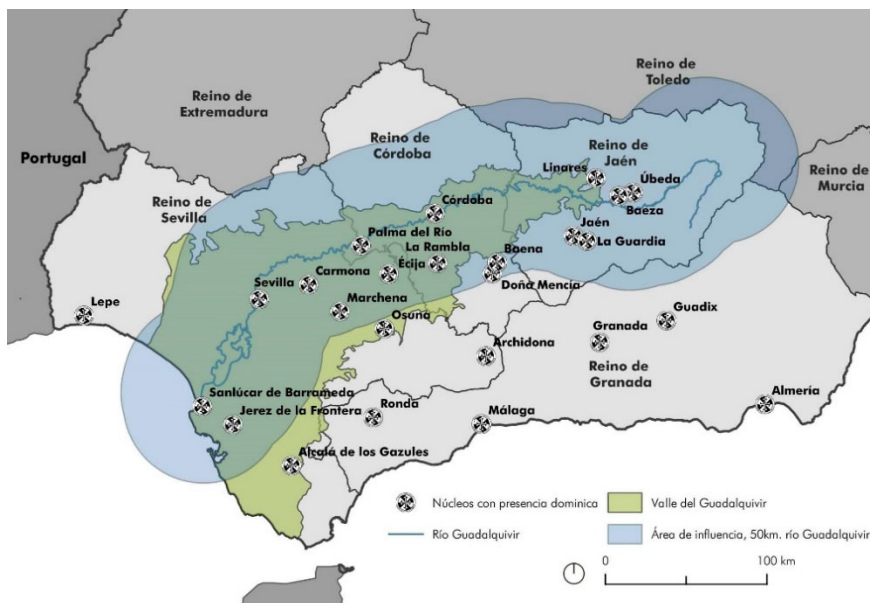 Reino de
Toledo
Reino de
Extremadura
Reino de
Córdoba
Reino de
Jaén
Portugal
Linares
Úbeda
Reino de
Murcia
Baeza
Reino de
Sevilla
Córdoba
Jaén
La Guardia
Palma del Río
La Rambla
Baena
Écija
Carmona
Sevilla
Doña Mencía
Lepe
Marchena
Osuna
Guadix
Granada
Archidona
Reino de
Granada
Sanlúcar de Barrameda
Jerez de la Frontera
Ronda
Málaga
Almería
Alcalá de los Gazules
Núcleos con presencia dominica
Valle del Guadalquivir
Río Guadalquivir
Área de influencia, 50km. río Guadalquivir
0
100 km